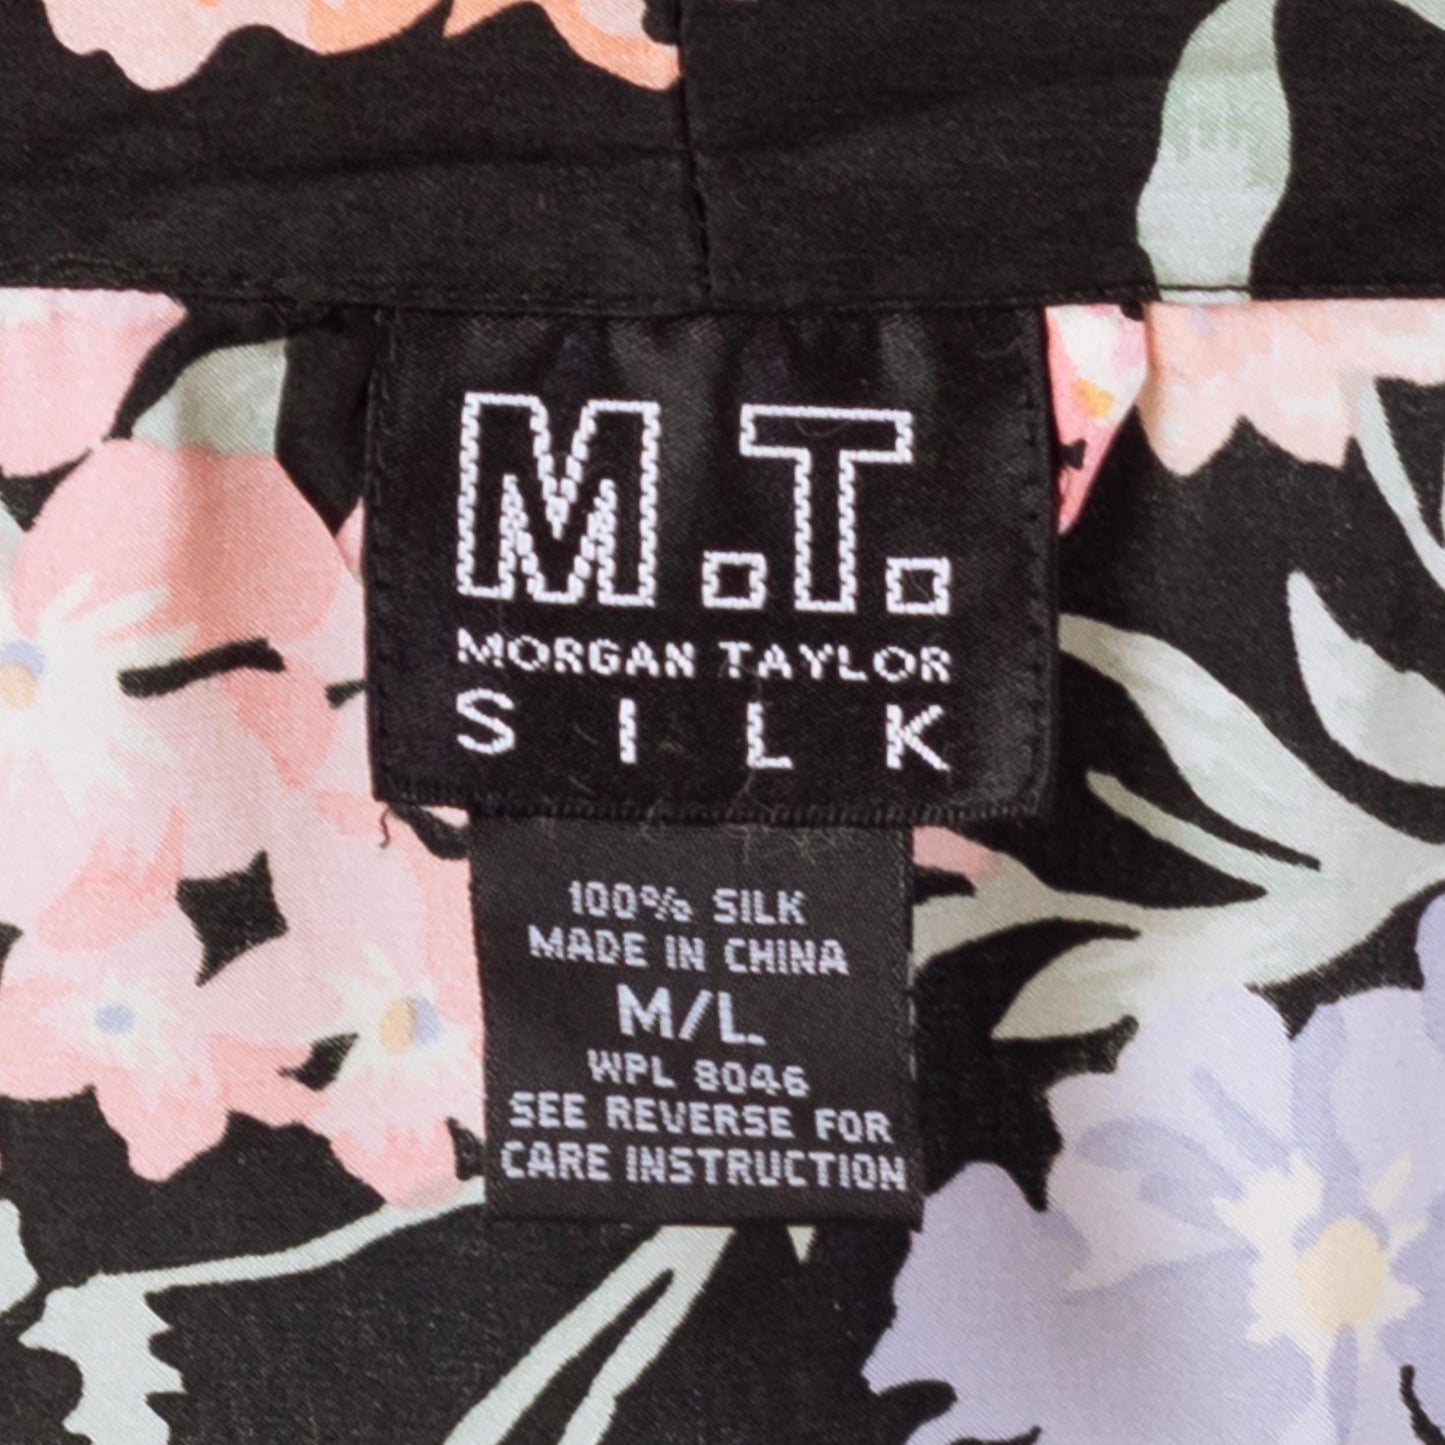 M.T.
MORGAN TAYLOR
SILK
100% SILK
MADE IN CHINA
M/L
WPL 8046
SEE REVERSE FOR
CARE INSTRUCTION